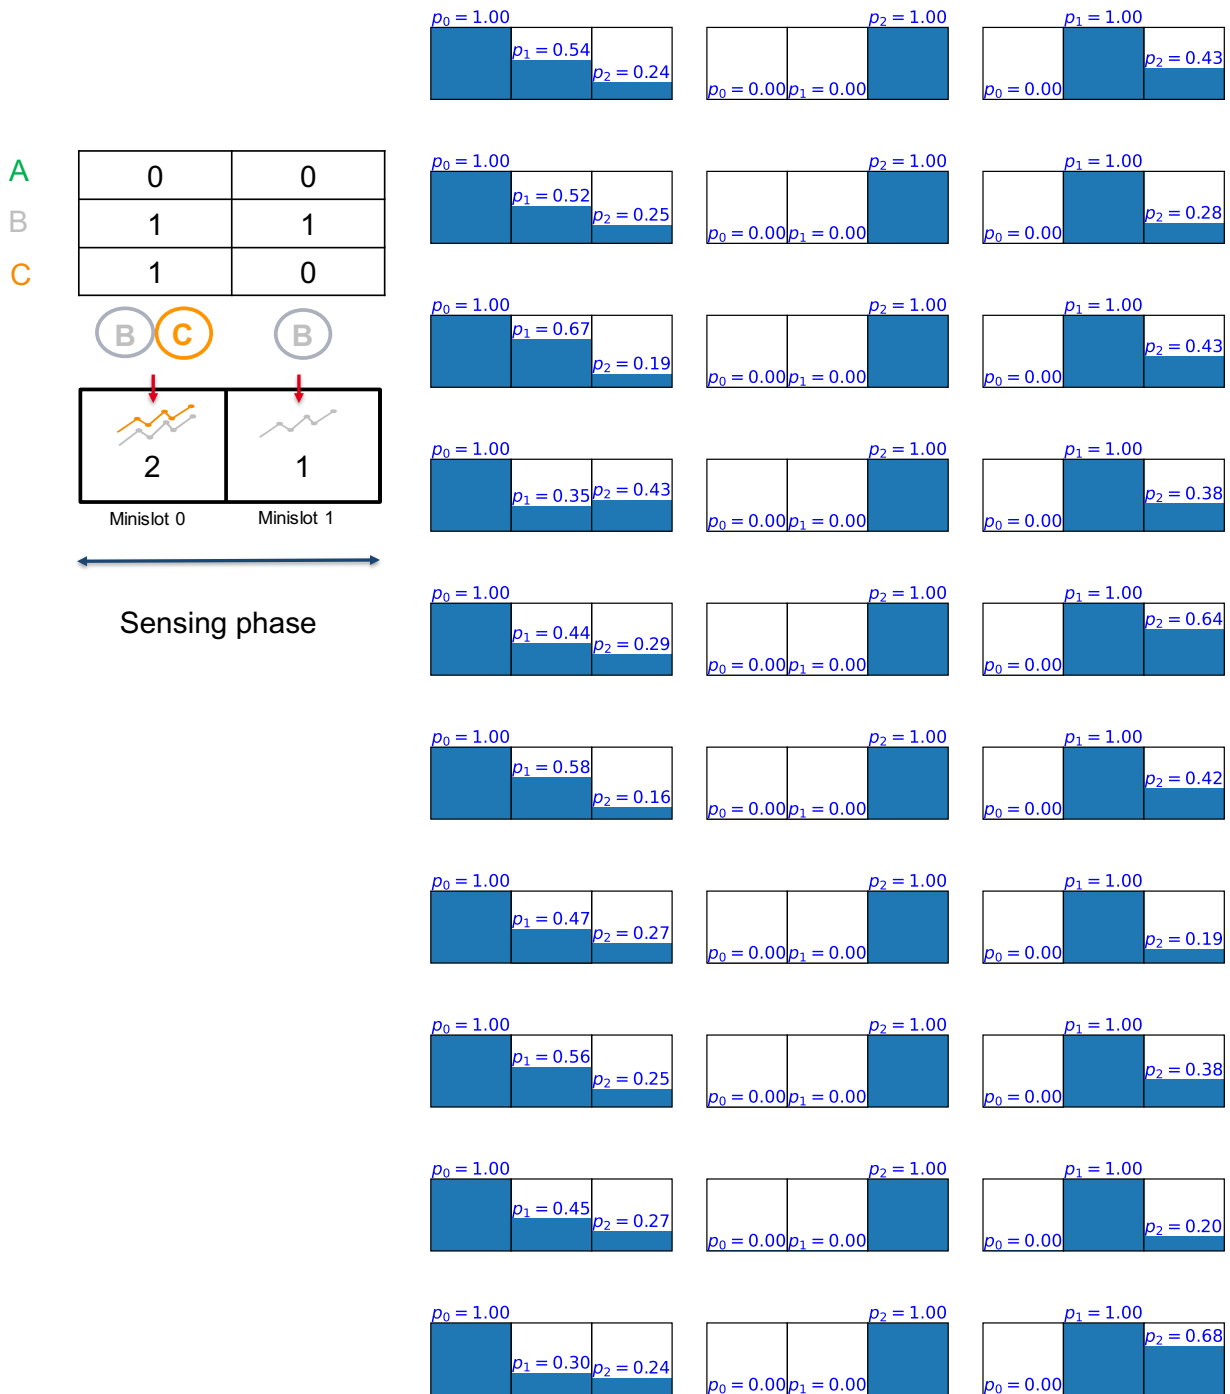 A 0 0
B 1 1
C 1 0
B C B
2 1
Minislot 0 Minislot 1
Sensing phase
p₀ = 1.00 p₁ = 0.54 p₂ = 0.24 p₀ = 0.00 p₁ = 0.00 p₂ = 1.00 p₀ = 0.00 p₁ = 1.00 p₂ = 0.43
p₀ = 1.00 p₁ = 0.52 p₂ = 0.25 p₀ = 0.00 p₁ = 0.00 p₂ = 1.00 p₀ = 0.00 p₁ = 1.00 p₂ = 0.28
p₀ = 1.00 p₁ = 0.67 p₂ = 0.19 p₀ = 0.00 p₁ = 0.00 p₂ = 1.00 p₀ = 0.00 p₁ = 1.00 p₂ = 0.43
p₀ = 1.00 p₁ = 0.35 p₂ = 0.43 p₀ = 0.00 p₁ = 0.00 p₂ = 1.00 p₀ = 0.00 p₁ = 1.00 p₂ = 0.38
p₀ = 1.00 p₁ = 0.44 p₂ = 0.29 p₀ = 0.00 p₁ = 0.00 p₂ = 1.00 p₀ = 0.00 p₁ = 1.00 p₂ = 0.64
p₀ = 1.00 p₁ = 0.58 p₂ = 0.16 p₀ = 0.00 p₁ = 0.00 p₂ = 1.00 p₀ = 0.00 p₁ = 1.00 p₂ = 0.42
p₀ = 1.00 p₁ = 0.47 p₂ = 0.27 p₀ = 0.00 p₁ = 0.00 p₂ = 1.00 p₀ = 0.00 p₁ = 1.00 p₂ = 0.19
p₀ = 1.00 p₁ = 0.56 p₂ = 0.25 p₀ = 0.00 p₁ = 0.00 p₂ = 1.00 p₀ = 0.00 p₁ = 1.00 p₂ = 0.38
p₀ = 1.00 p₁ = 0.45 p₂ = 0.27 p₀ = 0.00 p₁ = 0.00 p₂ = 1.00 p₀ = 0.00 p₁ = 1.00 p₂ = 0.20
p₀ = 1.00 p₁ = 0.30 p₂ = 0.24 p₀ = 0.00 p₁ = 0.00 p₂ = 1.00 p₀ = 0.00 p₁ = 1.00 p₂ = 0.68